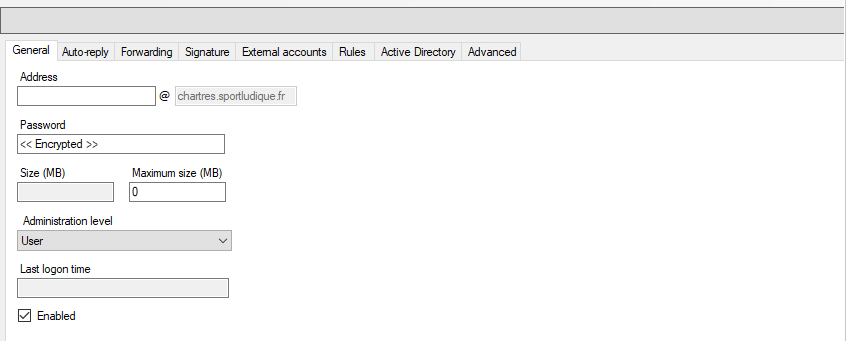 General Auto-reply Forwarding Signature External accounts Rules Active Directory Advanced
Address
@ chartres.sportludique.fr
Password
<< Encrypted >>
Size (MB) Maximum size (MB)
0
Administration level
User
Last logon time
Enabled